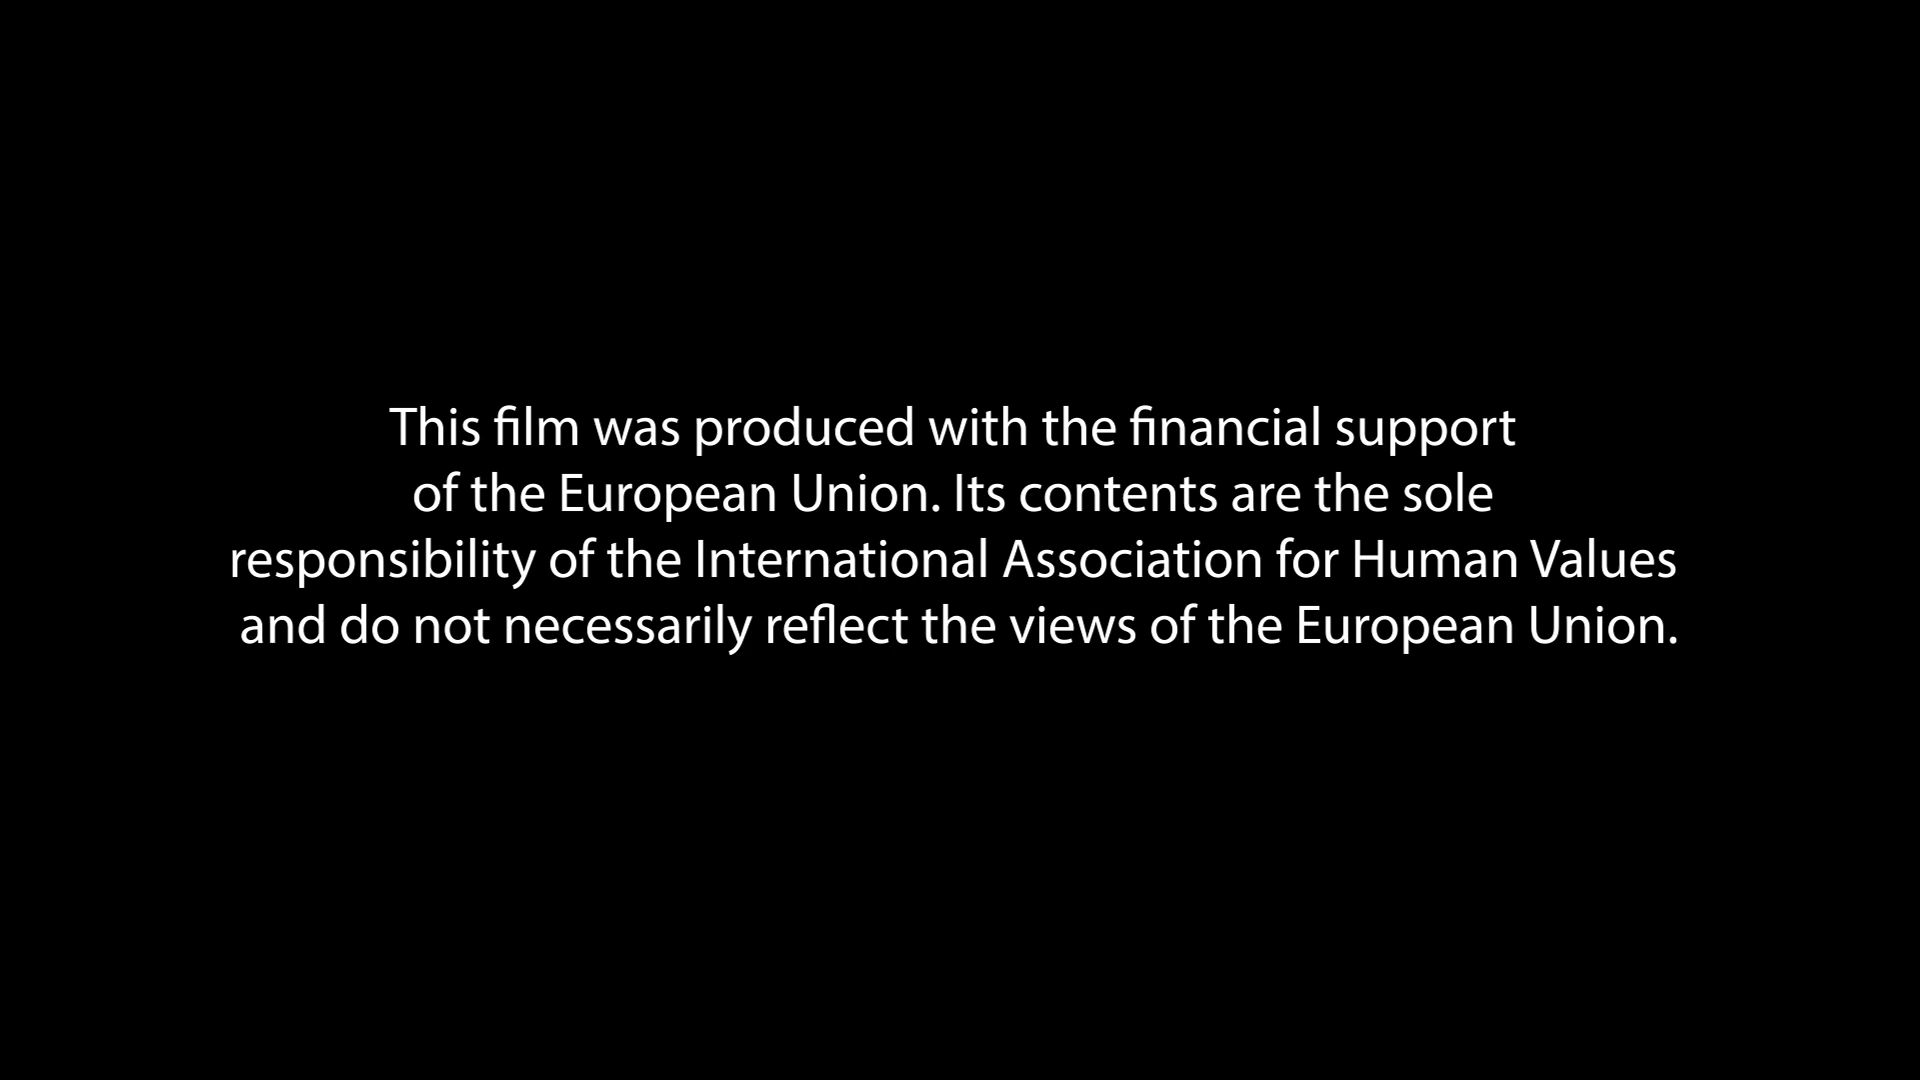 This film was produced with the financial support
of the European Union. Its contents are the sole
responsibility of the International Association for Human Values
and do not necessarily reflect the views of the European Union.